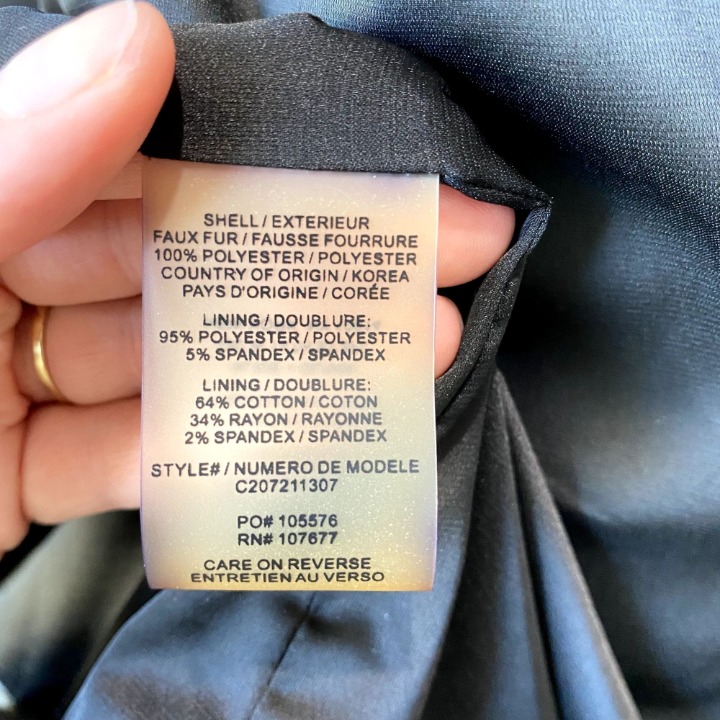 SHELL / EXTERIEUR
FAUX FUR / FAUSSE FOURRURE
100% POLYESTER / POLYESTER
COUNTRY OF ORIGIN / KOREA
PAYS D'ORIGINE / CORÉE
LINING / DOUBLURE:
95% POLYESTER / POLYESTER
5% SPANDEX / SPANDEX
LINING / DOUBLURE:
64% COTTON / COTON
34% RAYON / RAYONNE
2% SPANDEX / SPANDEX
STYLE# / NUMERO DE MODELE
C207211307
PO# 105576
RN# 107677
CARE ON REVERSE
ENTRETIEN AU VERSO